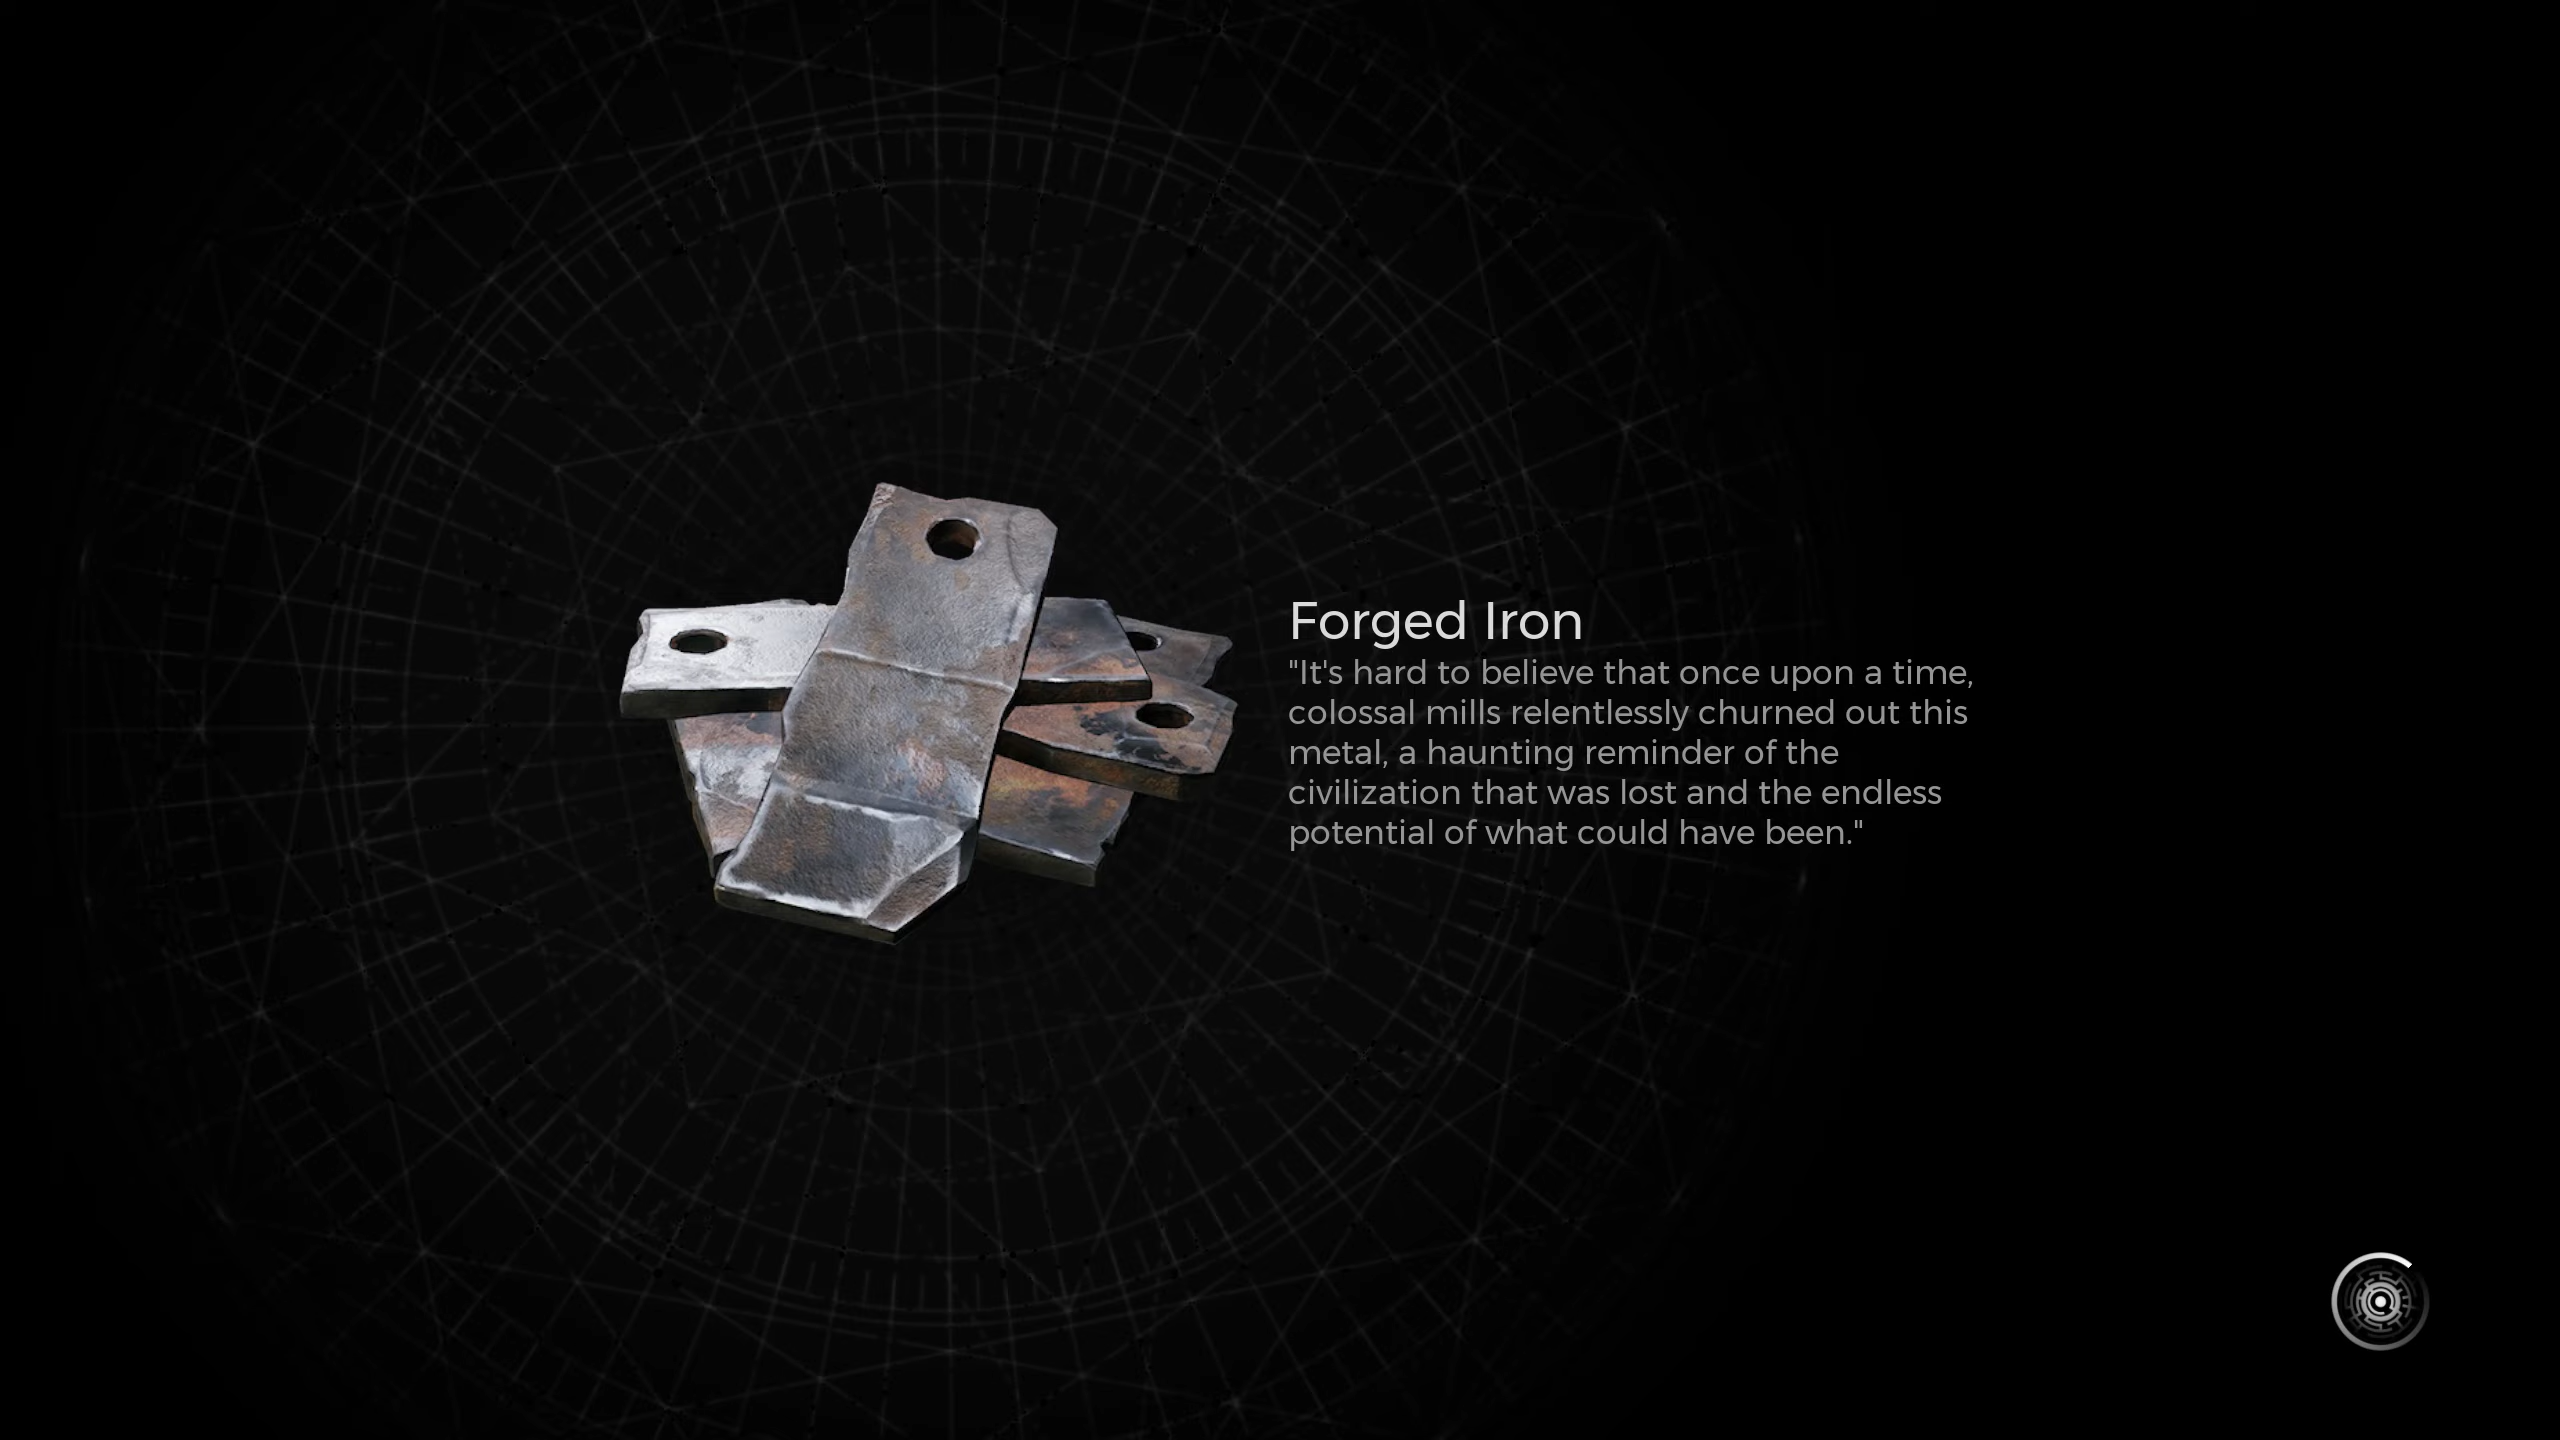 Forged Iron
"It's hard to believe that once upon a time,
colossal mills relentlessly churned out this
metal, a haunting reminder of the
civilization that was lost and the endless
potential of what could have been."